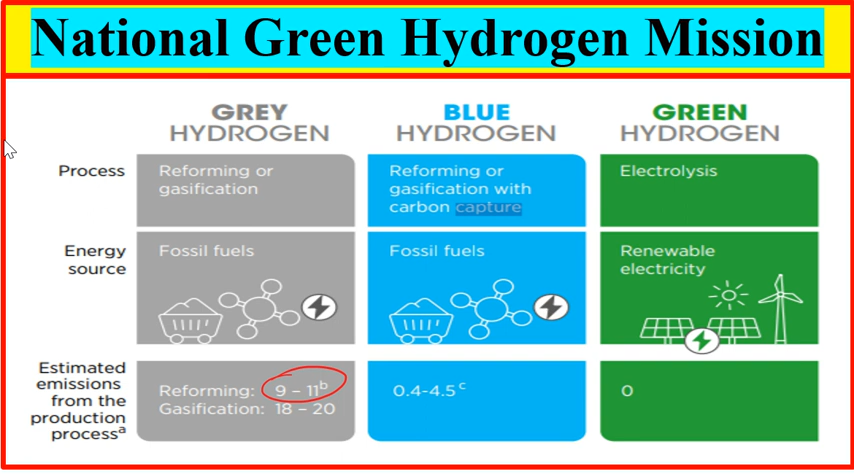 National Green Hydrogen Mission
GREY
HYDROGEN
BLUE
HYDROGEN
GREEN
HYDROGEN
Process
Reforming or
gasification
Reforming or
gasification with
carbon capture
Electrolysis
Energy
source
Fossil fuels
Fossil fuels
Renewable
electricity
Estimated
emissions
from the
production
processᵃ
Reforming: 9 – 11ᵇ
Gasification: 18 – 20
0.4-4.5ᶜ
0